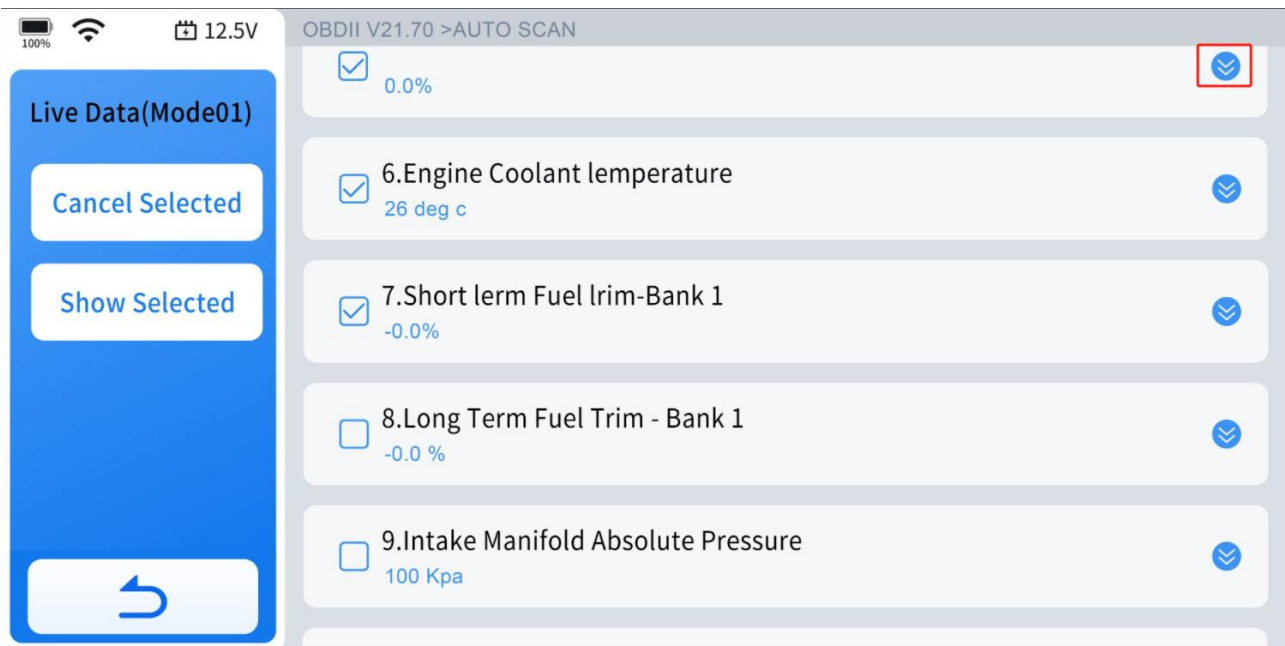 100%
12.5V
OBDII V21.70 >AUTO SCAN
Live Data(Mode01)
Cancel Selected
Show Selected
0.0%
6.Engine Coolant lemperature
26 deg c
7.Short lerm Fuel lrim-Bank 1
-0.0%
8.Long Term Fuel Trim - Bank 1
-0.0 %
9.Intake Manifold Absolute Pressure
100 Kpa